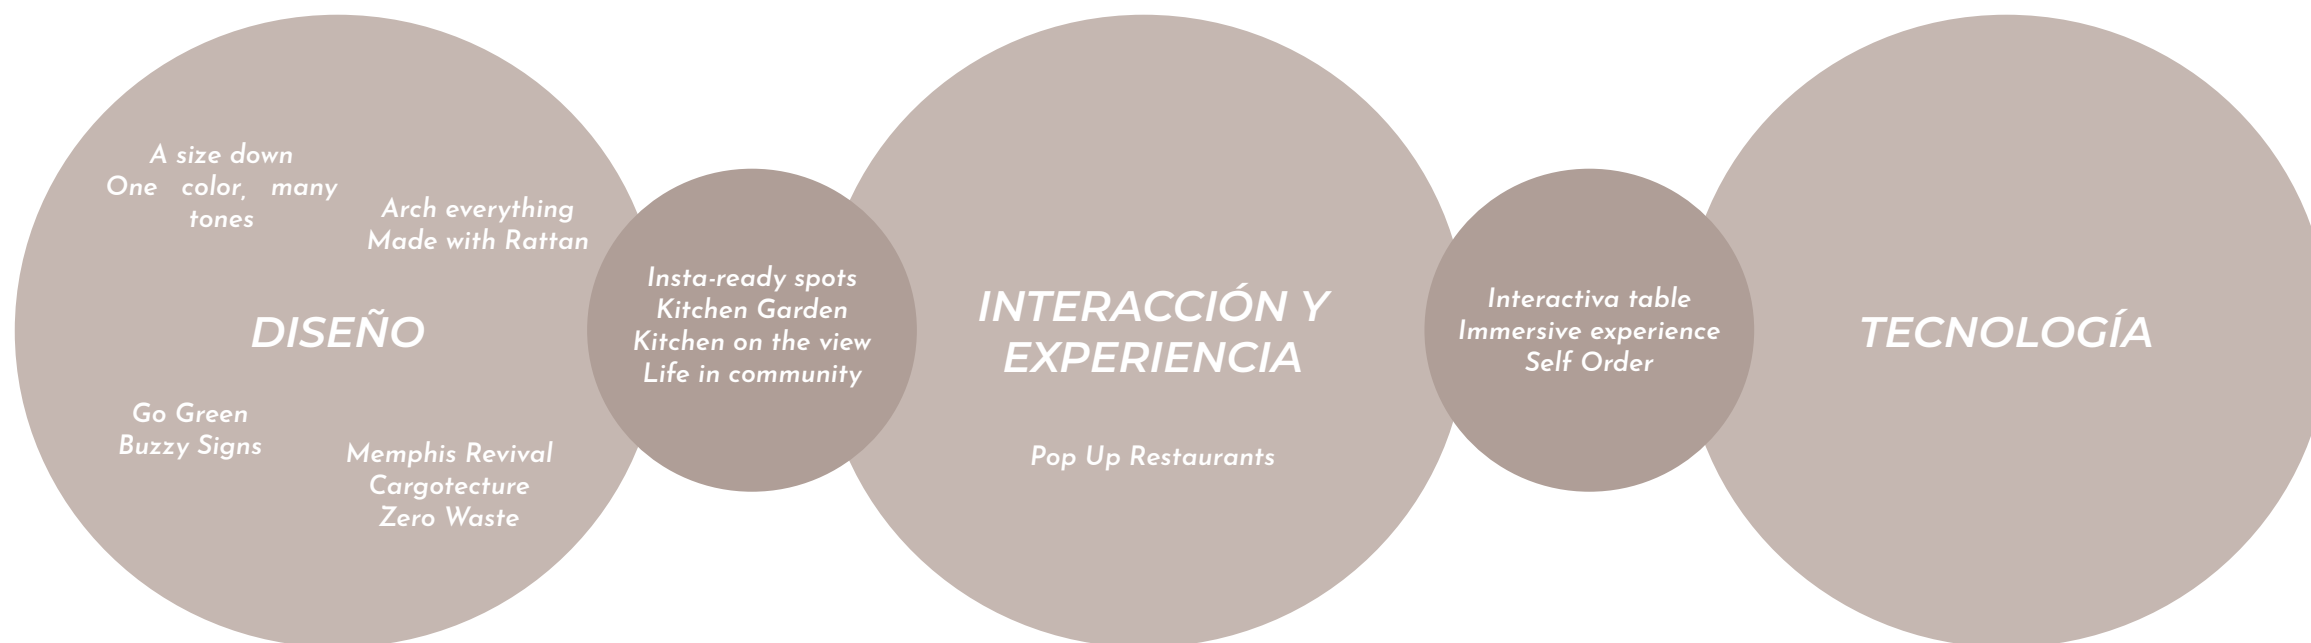 A size down
One color, many
tones
Arch everything
Made with Rattan
DISEÑO
Go Green
Buzzy Signs
Memphis Revival
Cargotecture
Zero Waste
Insta-ready spots
Kitchen Garden
Kitchen on the view
Life in community
INTERACCIÓN Y
EXPERIENCIA
Pop Up Restaurants
Interactiva table
Immersive experience
Self Order
TECNOLOGÍA